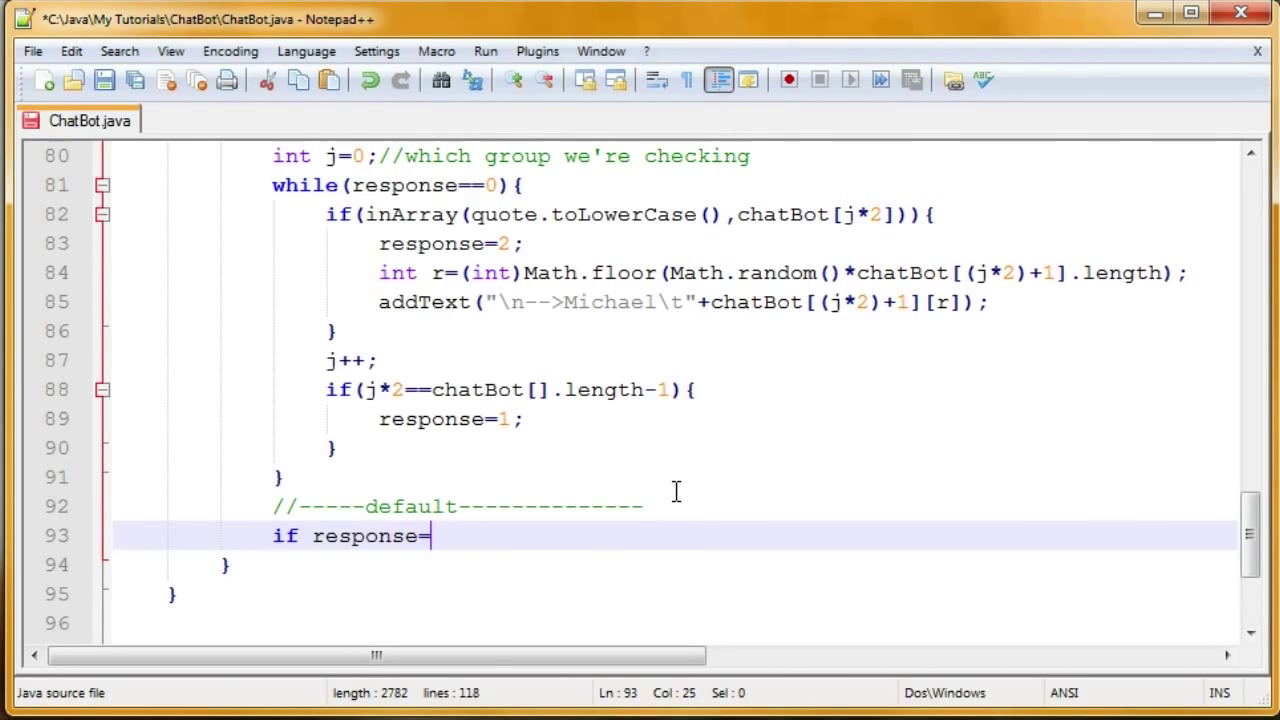 *C:\Java\My Tutorials\ChatBot\ChatBot.java - Notepad++
File Edit Search View Encoding Language Settings Macro Run Plugins Window ? X
ABC
ChatBot.java
80 int j=0;//which group we're checking
81 while(response==0){
82 if(inArray(quote.toLowerCase(),chatBot[j*2])){
83 response=2;
84 int r=(int)Math.floor(Math.random()*chatBot[(j*2)+1].length);
85 addText("\n-->Michael\t"+chatBot[(j*2)+1][r]);
86 }
87 j++;
88 if(j*2==chatBot[].length-1){
89 response=1;
90 }
91 }
92 //-----default--------------
93 if response=
94 }
95 }
96
Java source file length : 2782 lines : 118 Ln : 93 Col : 25 Sel : 0 Dos\Windows ANSI INS